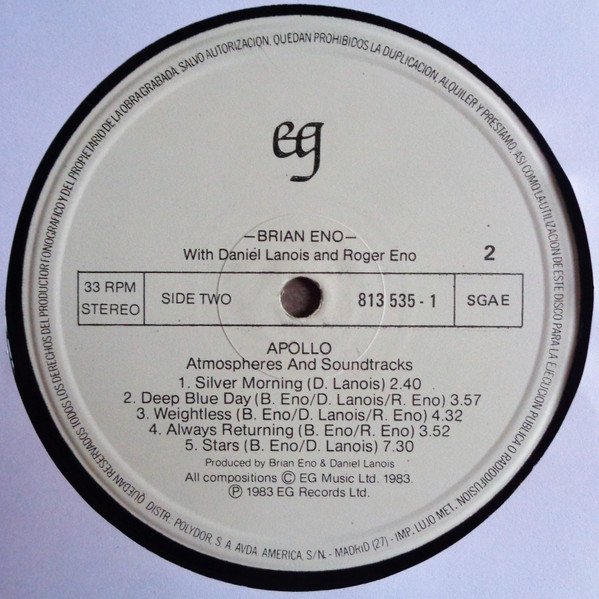 QUEDAN RESERVADOS TODOS LOS DERECHOS DEL PRODUCTOR FONOGRAFICO Y DEL PROPIETARIO DE LA OBRA GRABADA. SALVO AUTORIZACION, QUEDAN PROHIBIDOS LA DUPLICACION, ALQUILER Y PRESTAMO, ASI COMO LA UTILIZACION DE ESTE DISCO PARA LA EJECUCION PUBLICA O RADIODIFUSION.
eg
—BRIAN ENO—
With Daniel Lanois and Roger Eno
2
33 RPM
STEREO
SIDE TWO
813 535 - 1
SGAE
APOLLO
Atmospheres And Soundtracks
1. Silver Morning (D. Lanois) 2.40
2. Deep Blue Day (B. Eno/D. Lanois/R. Eno) 3.57
3. Weightless (B. Eno/D. Lanois/R. Eno) 4.32
4. Always Returning (B. Eno/R. Eno) 3.52
5. Stars (B. Eno/D. Lanois) 7.30
Produced by Brian Eno & Daniel Lanois
All compositions Ⓒ EG Music Ltd. 1983.
Ⓟ 1983 EG Records Ltd.
DISTR. POLYDOR, S. A. AVDA. AMERICA, S/N. - MADRID (27) - IMP. LUJO MET.